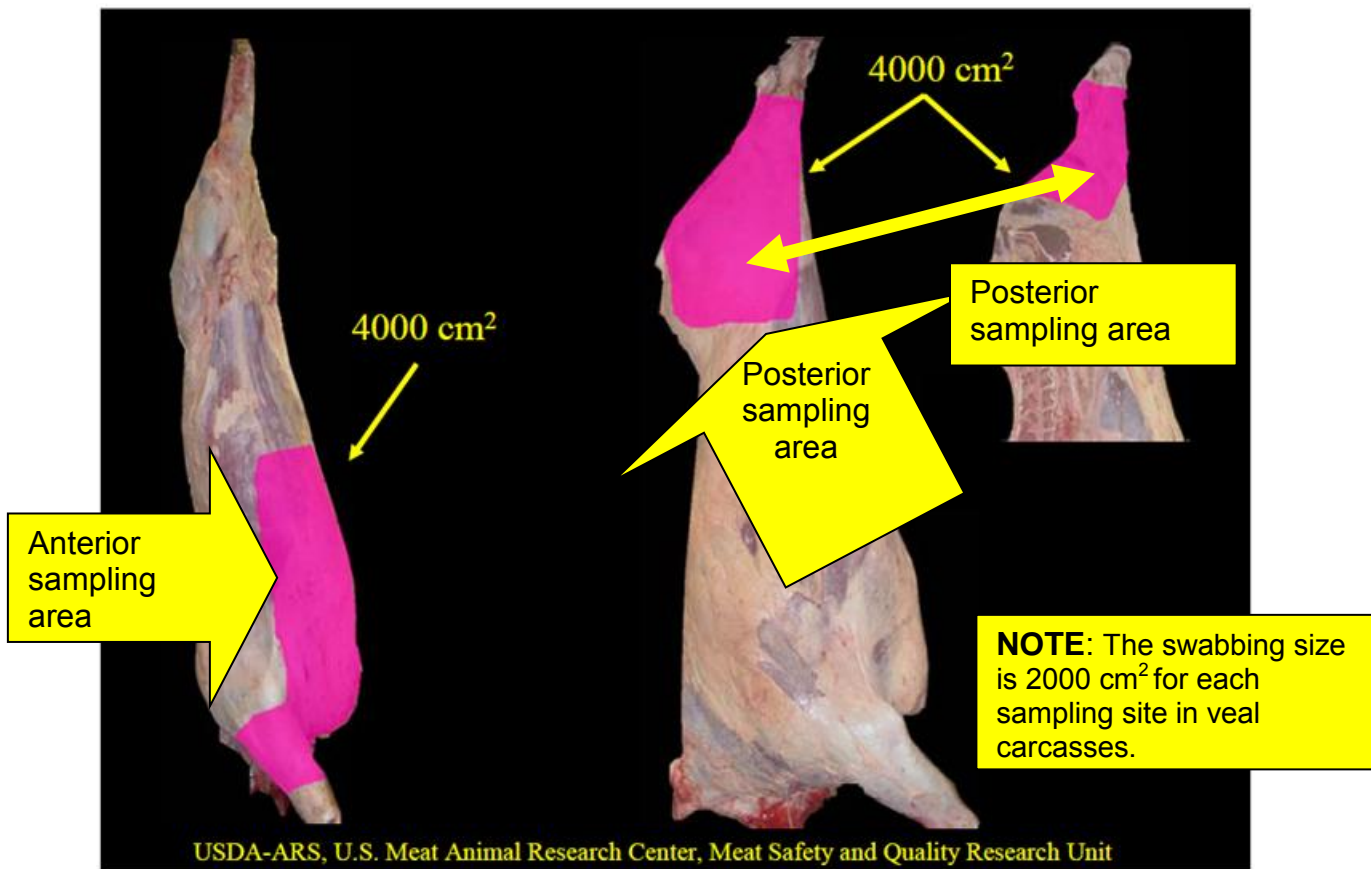 4000 cm²
4000 cm²
Posterior
sampling area
Posterior
sampling
area
Anterior
sampling
area
NOTE: The swabbing size
is 2000 cm² for each
sampling site in veal
carcasses.
USDA-ARS, U.S. Meat Animal Research Center, Meat Safety and Quality Research Unit